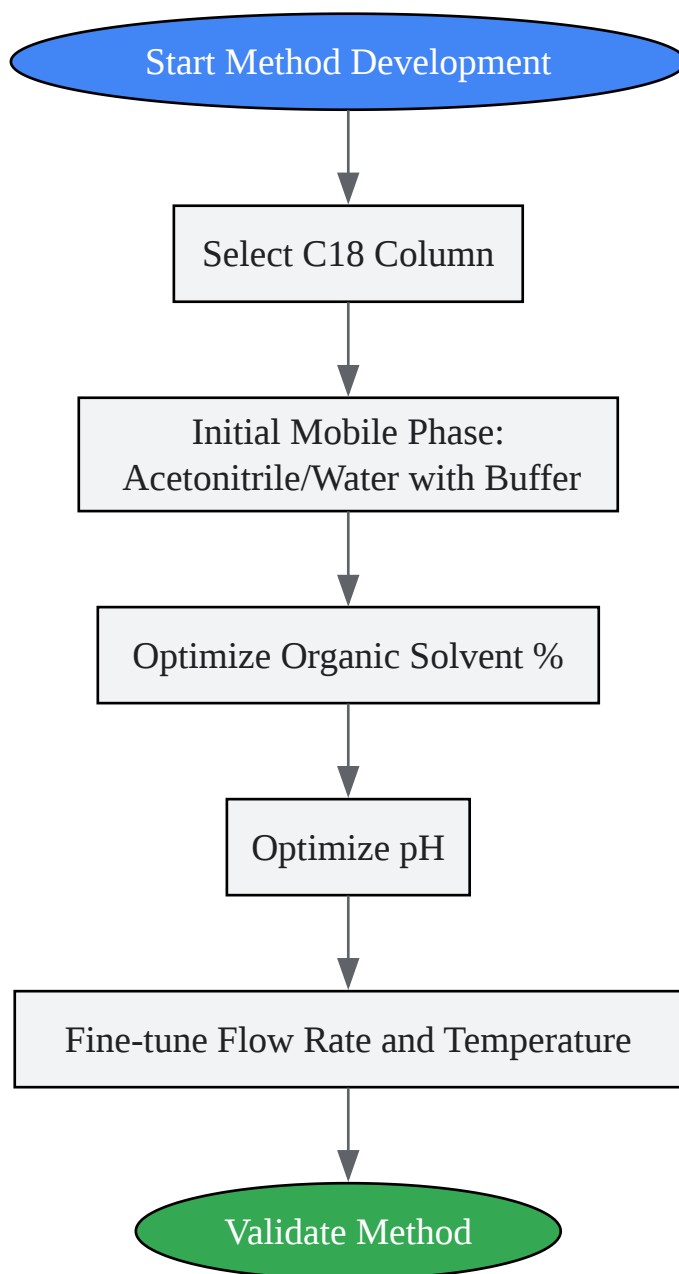 Start Method Development
Select C18 Column
Initial Mobile Phase:
Acetonitrile/Water with Buffer
Optimize Organic Solvent %
Optimize pH
Fine-tune Flow Rate and Temperature
Validate Method